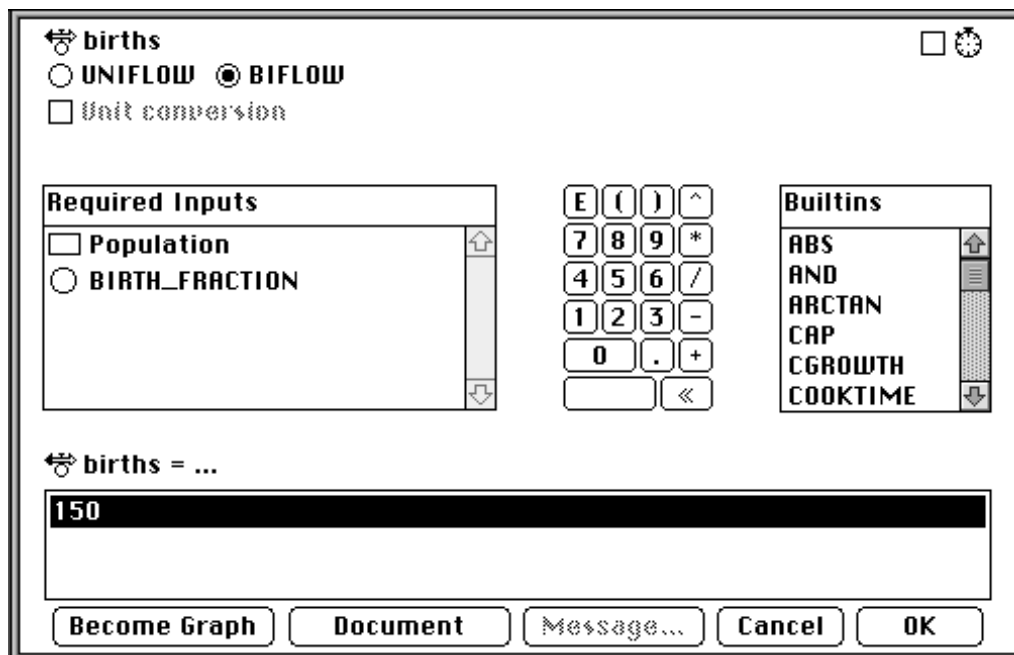 births
UNIFLOW BIFLOW
Unit conversion
Required Inputs
Population
BIRTH_FRACTION
E ( ) ^
7 8 9 *
4 5 6 /
1 2 3 -
0 . +
«
Builtins
ABS
AND
ARCTAN
CAP
CGROWTH
COOKTIME
births = ...
150
Become Graph Document Message... Cancel OK